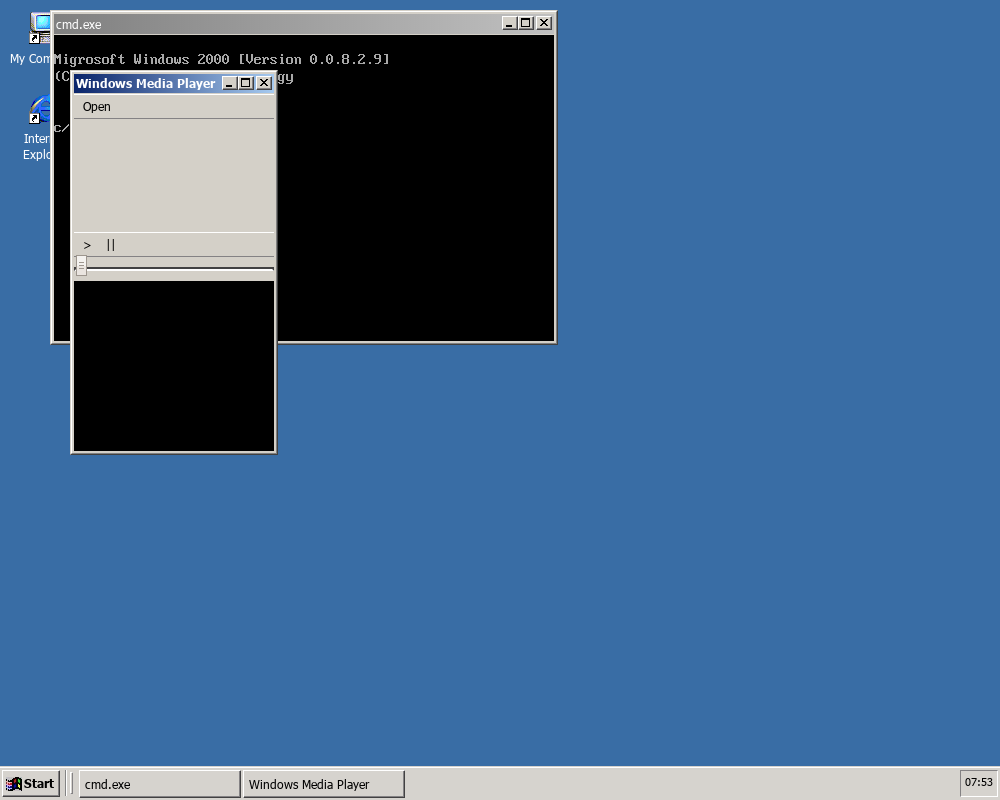 cmd.exe
My Com
Migrosoft Windows 2000 [Version 0.0.8.2.9]
(C
gy
Windows Media Player
Open
c/
Inter
Explo
> ||
Start
cmd.exe
Windows Media Player
07:53